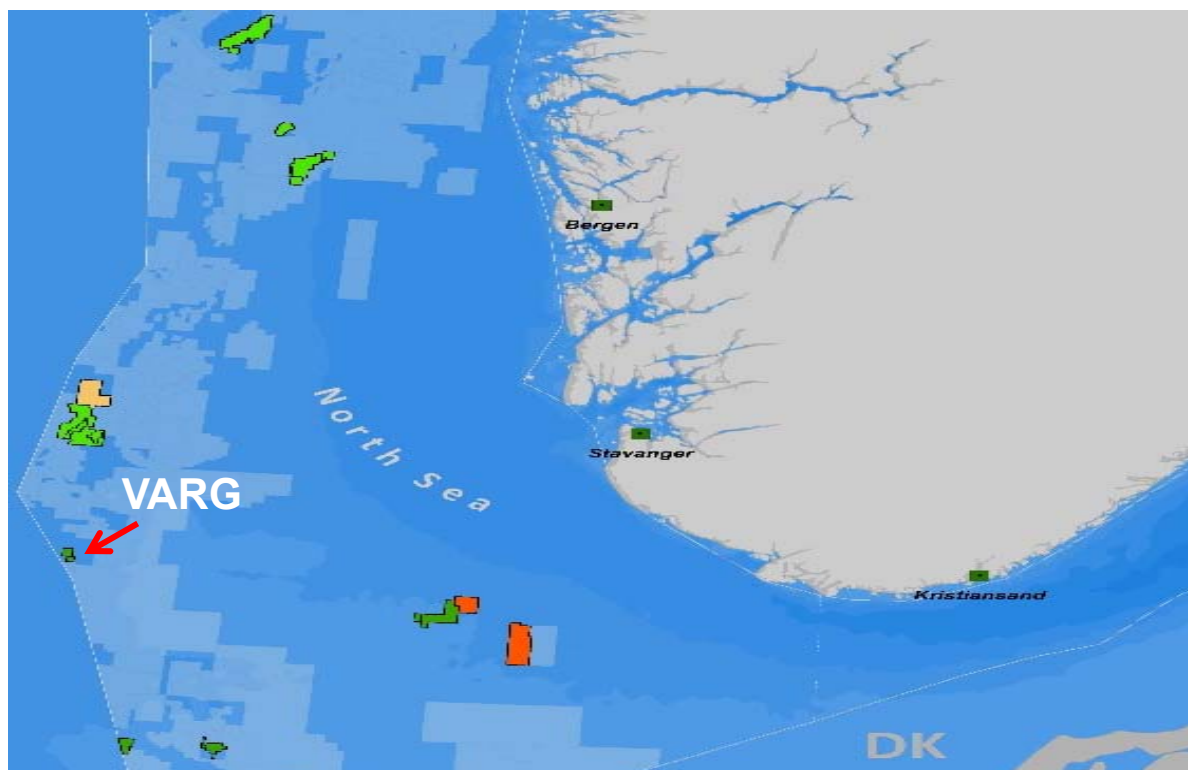 Bergen
North Sea
Stavanger
VARG
Kristiansand
DK